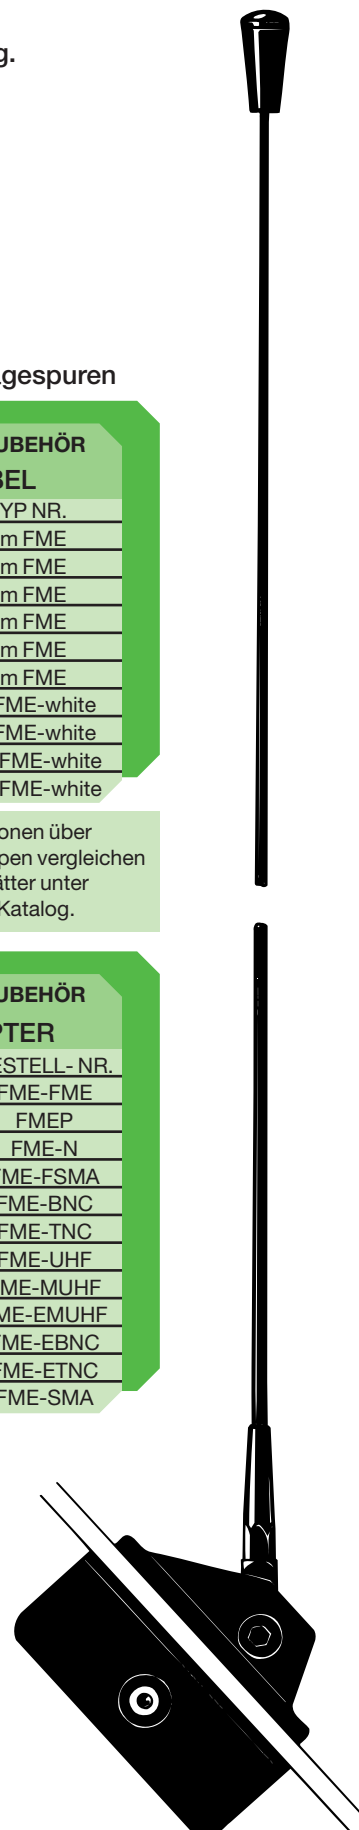 g.
gespuren
UBEHÖR
BEL
YP NR.
m FME
m FME
m FME
m FME
m FME
m FME
FME-white
FME-white
FME-white
FME-white
onen über
pen vergleichen
ätter unter
Katalog.
UBEHÖR
PTER
ESTELL- NR.
FME-FME
FMEP
FME-N
FME-FSMA
FME-BNC
FME-TNC
FME-UHF
ME-MUHF
ME-EMUHF
FME-EBNC
FME-ETNC
FME-SMA